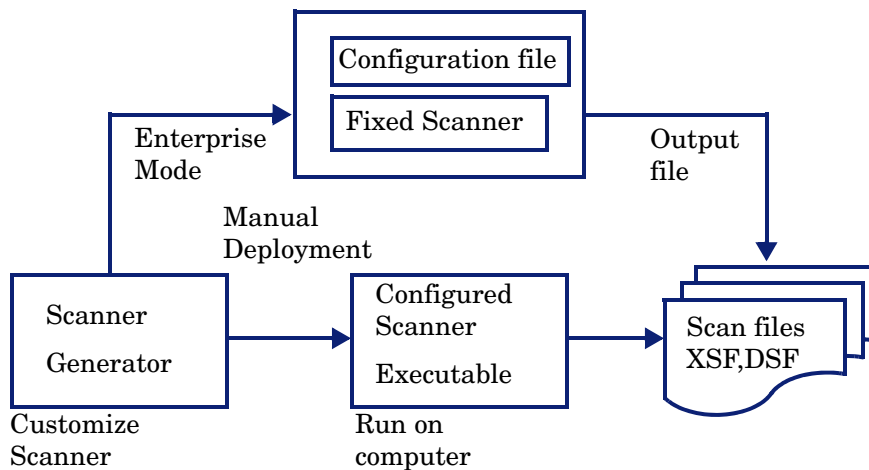 Configuration file
Fixed Scanner
Enterprise
Mode
Output
file
Manual
Deployment
Scanner
Generator
Configured
Scanner
Executable
Scan files
XSF,DSF
Customize
Scanner
Run on
computer